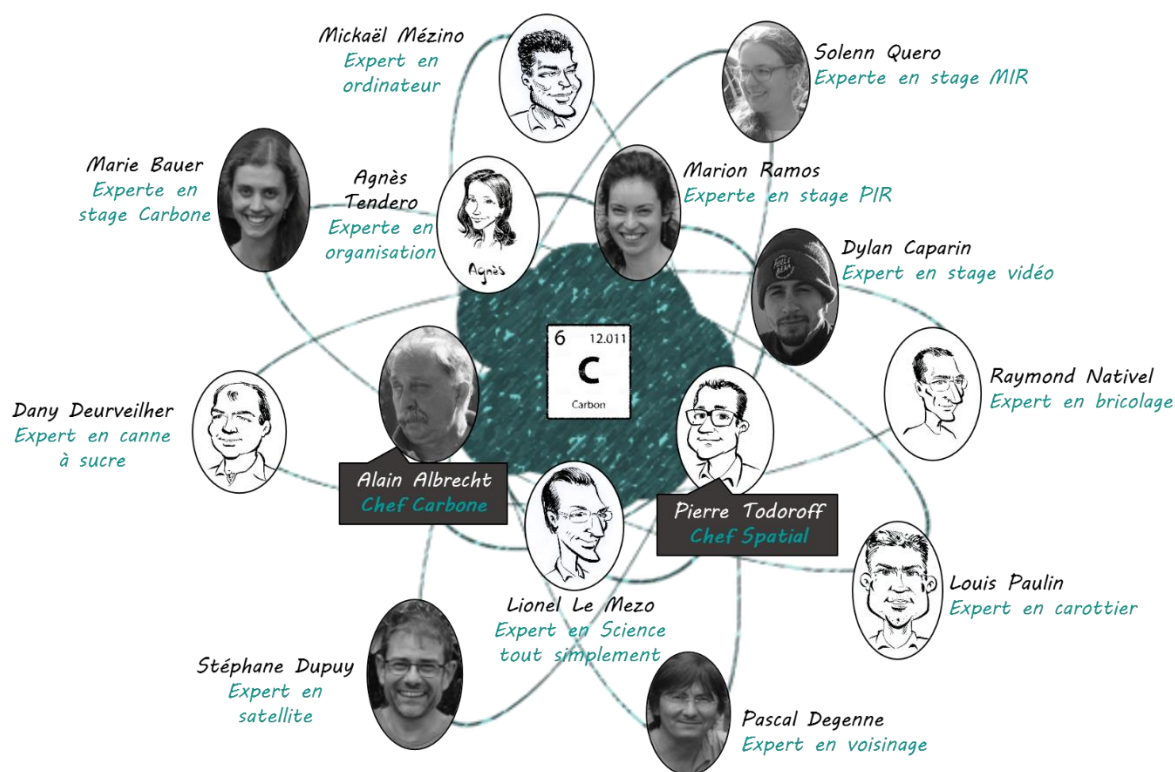 Mickaël Mézino
Expert en
ordinateur
Solenn Quero
Experte en stage MIR
Marie Bauer
Experte en
stage Carbone
Agnès
Tendero
Experte en
organisation
Agnès
Marion Ramos
Experte en stage PIR
Dylan Caparin
Expert en stage vidéo
6 12.011
C
Carbon
Raymond Nativel
Expert en bricolage
Dany Deurveilher
Expert en canne
à sucre
Alain Albrecht
Chef Carbone
Pierre Todoroff
Chef Spatial
Lionel Le Mezo
Expert en Science
tout simplement
Louis Paulin
Expert en carottier
Stéphane Dupuy
Expert en
satellite
Pascal Degenne
Expert en voisinage